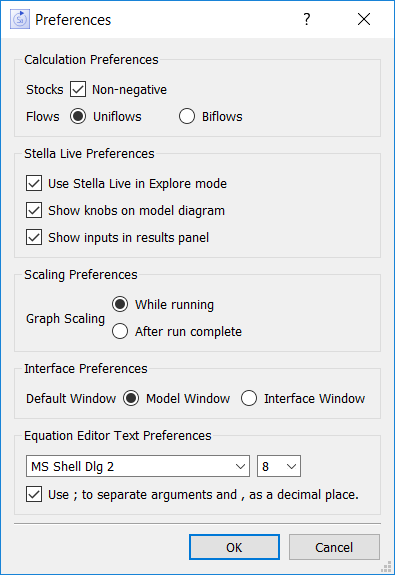 Preferences
Calculation Preferences
Stocks Non-negative
Flows Uniflows Biflows
Stella Live Preferences
Use Stella Live in Explore mode
Show knobs on model diagram
Show inputs in results panel
Scaling Preferences
While running
Graph Scaling
After run complete
Interface Preferences
Default Window Model Window Interface Window
Equation Editor Text Preferences
MS Shell Dlg 2 8
Use ; to separate arguments and , as a decimal place.
OK Cancel